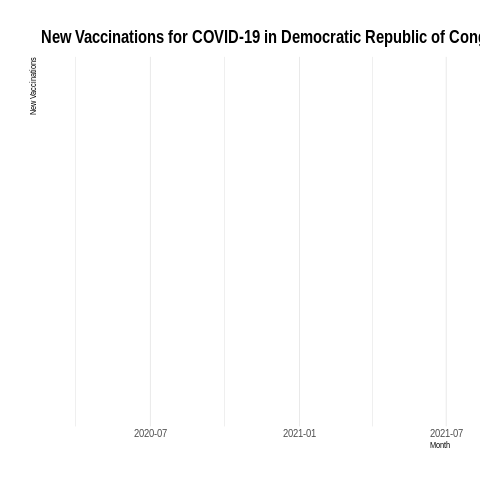 New Vaccinations for COVID-19 in Democratic Republic of Cong
New Vaccinations
2020-07
2021-01
2021-07
Month